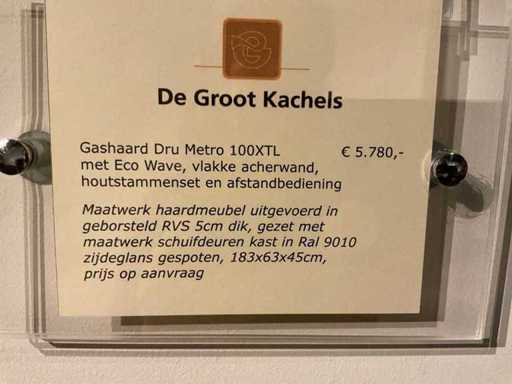 De Groot Kachels
Gashaard Dru Metro 100XTL € 5.780,-
met Eco Wave, vlakke acherwand,
houtstammenset en afstandbediening
Maatwerk haardmeubel uitgevoerd in
geborsteld RVS 5cm dik, gezet met
maatwerk schuifdeuren kast in Ral 9010
zijdeglans gespoten, 183x63x45cm,
prijs op aanvraag